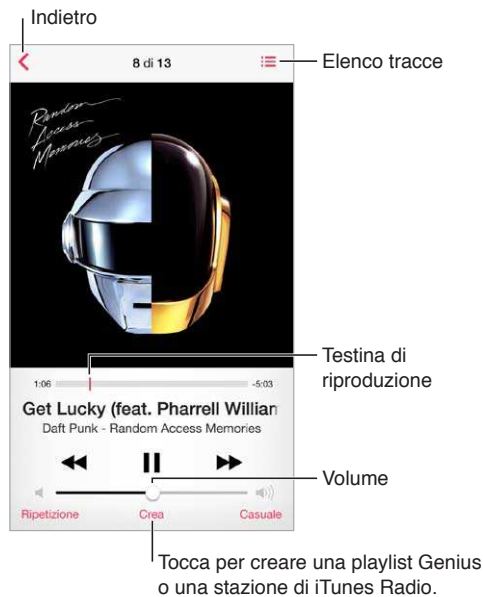 Indietro
8 di 13
Elenco tracce
Random
Access
Memories
Testina di
riproduzione
1:06
-5:03
Get Lucky (feat. Pharrell Willian
Daft Punk - Random Access Memories
Volume
Ripetizione
Crea
Casuale
Tocca per creare una playlist Genius
o una stazione di iTunes Radio.